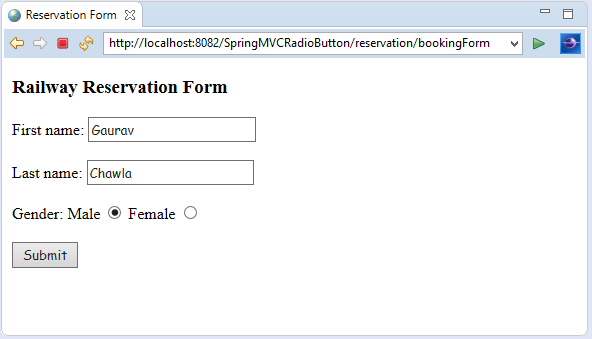 Reservation Form
http://localhost:8082/SpringMVCRadioButton/reservation/bookingForm
Railway Reservation Form
First name: Gaurav
Last name: Chawla
Gender: Male Female
Submit